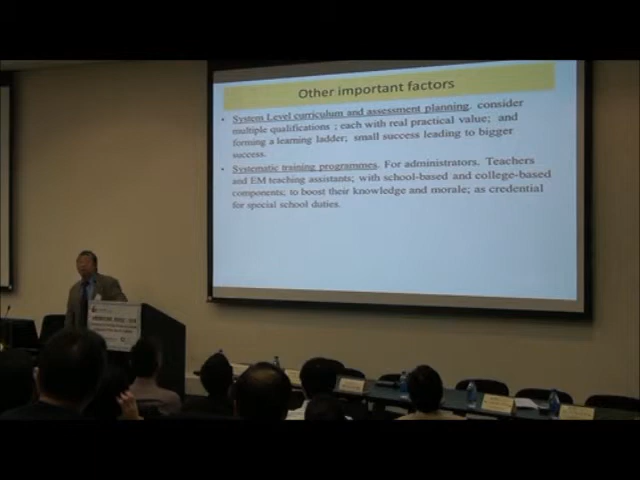 Other important factors
• System Level curriculum and assessment planning. consider
multiple qualifications ; each with real practical value; and
forming a learning ladder; small success leading to bigger
success.
• Systematic training programmes. For administrators. Teachers
and EM teaching assistants; with school-based and college-based
components; to boost their knowledge and morale; as credential
for special school duties.